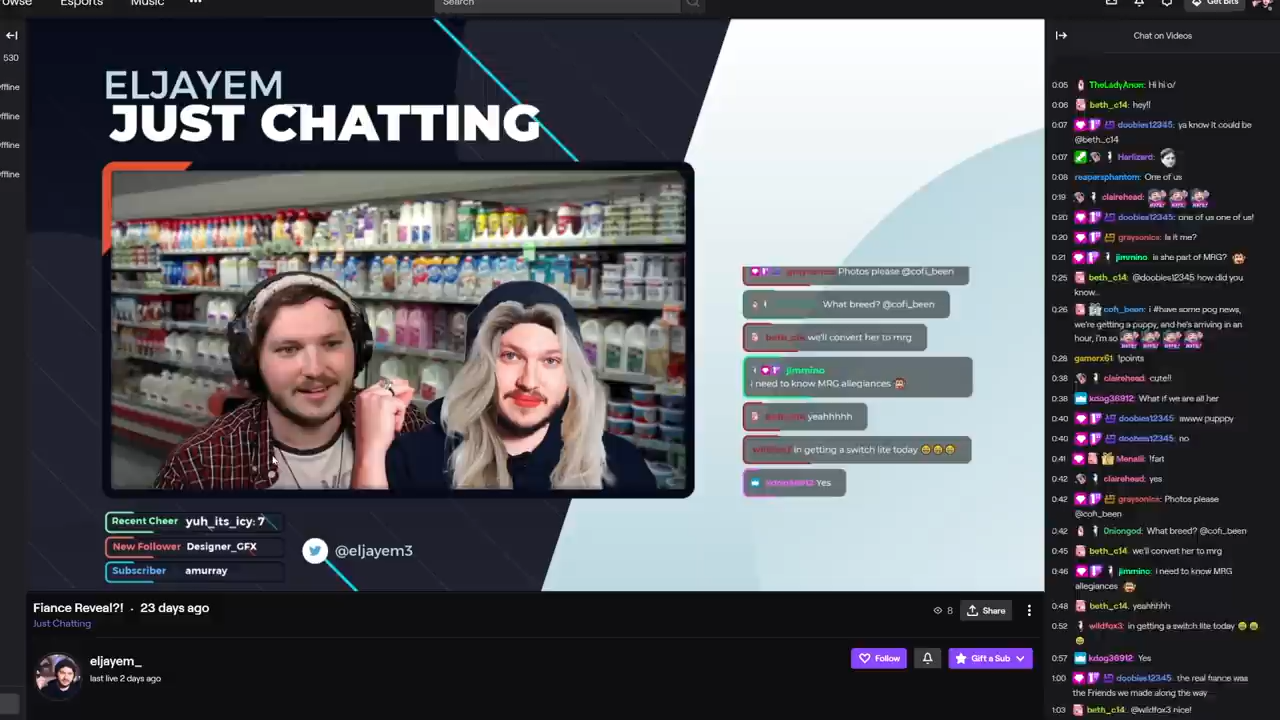 Esports
Music
•••
Search
Get Bits
530
ELJAYEM
JUST CHATTING
Photos please @cofi_been
What breed? @cofi_been
we'll convert her to mrg
jimmino
i need to know MRG allegiances
yeahhhhh
in getting a switch lite today
kdog36912 Yes
Recent Cheer yuh_its_icy: 7
New Follower Designer_GFX
Subscriber amurray
@eljayem3
Fiance Reveal?! · 23 days ago
Just Chatting
8
Share
eljayem_
last live 2 days ago
Follow
Gift a Sub
Chat on Videos
0:05 TheLadyAnon: Hi hi o/
0:06 beth_c14: hey!!
0:07 doobies12345: ya know it could be
@beth_c14
0:07 Harlizard:
0:08 reaparsphantom: One of us
0:19 clairehead:
0:20 doobies12345: one of us one of us!
0:20 graysonics: Is it me?
0:21 jimmino: is she part of MRG?
0:25 beth_c14: @doobies12345 how did you
know..
0:26 cofi_been: i #have some pog news,
we're getting a puppy, and he's arriving in an
hour, i'm so
0:28 gamerx61: !points
0:38 clairehead: cute!!
0:38 kdog36912: What if we are all her
0:40 doobies12345: awww pupppy
0:40 doobies12345: no
0:41 Menalli: !fart
0:42 clairehead: yes
0:42 graysonics: Photos please
@cofi_been
0:42 Dniongod: What breed? @cofi_been
0:45 beth_c14: we'll convert her to mrg
0:46 jimmino: i need to know MRG
allegiances
0:48 beth_c14: yeahhhhh
0:52 wildfox3: in getting a switch lite today
0:57 kdog36912: Yes
1:00 doobies12345: the real fiance was
the Friends we made along the way
1:03 beth_c14: @wildfox3 nice!